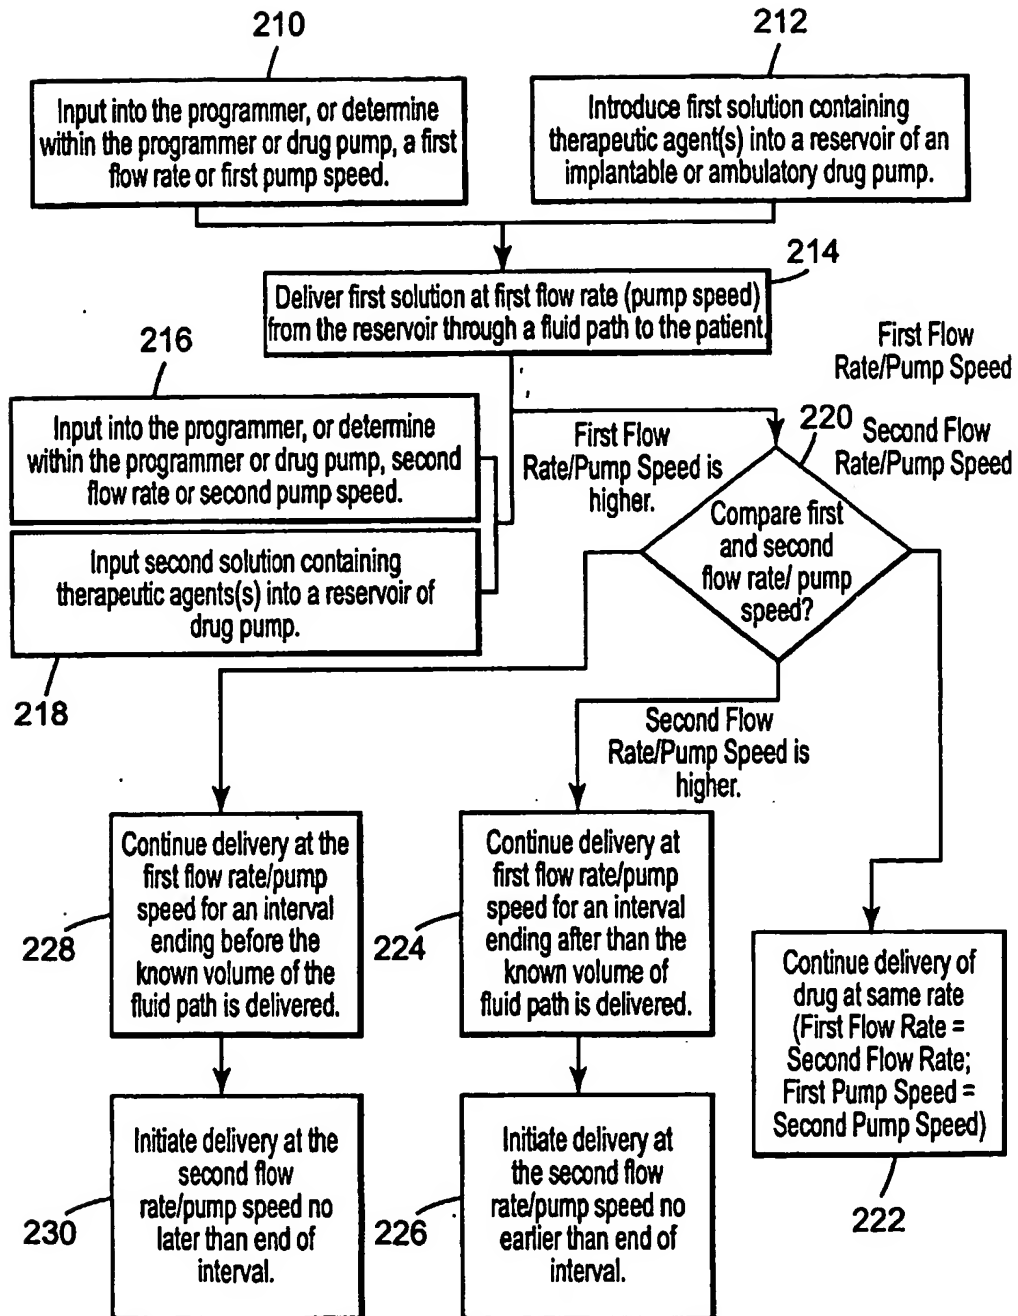 210
212
Input into the programmer, or determine
within the programmer or drug pump, a first
flow rate or first pump speed.
Introduce first solution containing
therapeutic agent(s) into a reservoir of an
implantable or ambulatory drug pump.
214
Deliver first solution at first flow rate (pump speed)
from the reservoir through a fluid path to the patient.
216
Input into the programmer, or determine
within the programmer or drug pump, second
flow rate or second pump speed.
Input second solution containing
therapeutic agents(s) into a reservoir of
drug pump.
218
First Flow
Rate/Pump Speed is
higher.
220
First Flow
Rate/Pump Speed
Second Flow
Rate/Pump Speed
Compare first
and second
flow rate/ pump
speed?
Second Flow
Rate/Pump Speed is
higher.
228
Continue delivery at the
first flow rate/pump
speed for an interval
ending before the
known volume of the
fluid path is delivered.
224
Continue delivery at
first flow rate/pump
speed for an interval
ending after than the
known volume of
fluid path is delivered.
Continue delivery of
drug at same rate
(First Flow Rate =
Second Flow Rate;
First Pump Speed =
Second Pump Speed)
222
230
Initiate delivery at the
second flow
rate/pump speed no
later than end of
interval.
226
Initiate delivery at
the second flow
rate/pump speed no
earlier than end of
interval.